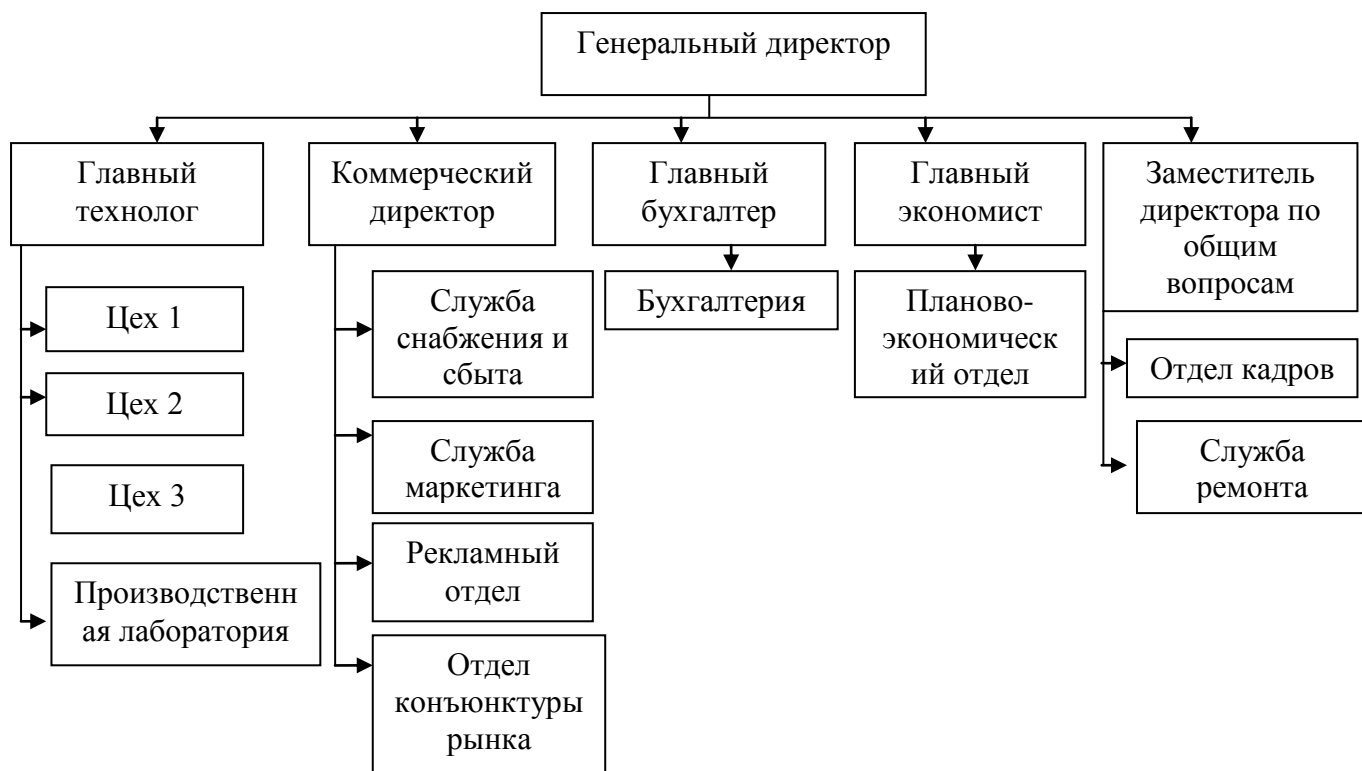 Генеральный директор
Главный
технолог
Коммерческий
директор
Главный
бухгалтер
Главный
экономист
Заместитель
директора по
общим
вопросам
Цех 1
Цех 2
Цех 3
Производственн
ая лаборатория
Служба
снабжения и
сбыта
Служба
маркетинга
Рекламный
отдел
Отдел
конъюнктуры
рынка
Бухгалтерия
Планово-
экономическ
ий отдел
Отдел кадров
Служба
ремонта